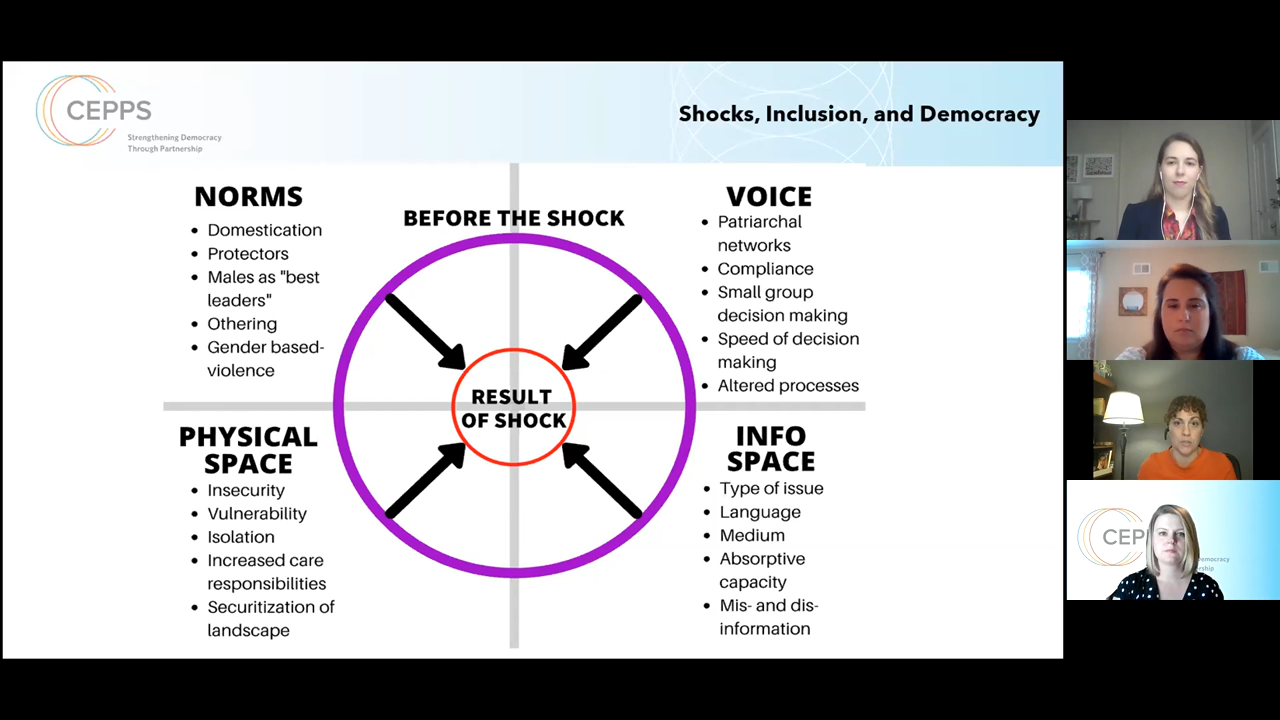 CEPPS
Strengthening Democracy
Through Partnership
Shocks, Inclusion, and Democracy
NORMS
• Domestication
• Protectors
• Males as "best
leaders"
• Othering
• Gender based-
violence
BEFORE THE SHOCK
VOICE
• Patriarchal
networks
• Compliance
• Small group
decision making
• Speed of decision
making
• Altered processes
RESULT
OF SHOCK
PHYSICAL
SPACE
• Insecurity
• Vulnerability
• Isolation
• Increased care
responsibilities
• Securitization of
landscape
INFO
SPACE
• Type of issue
• Language
• Medium
• Absorptive
capacity
• Mis- and dis-
information
CEP